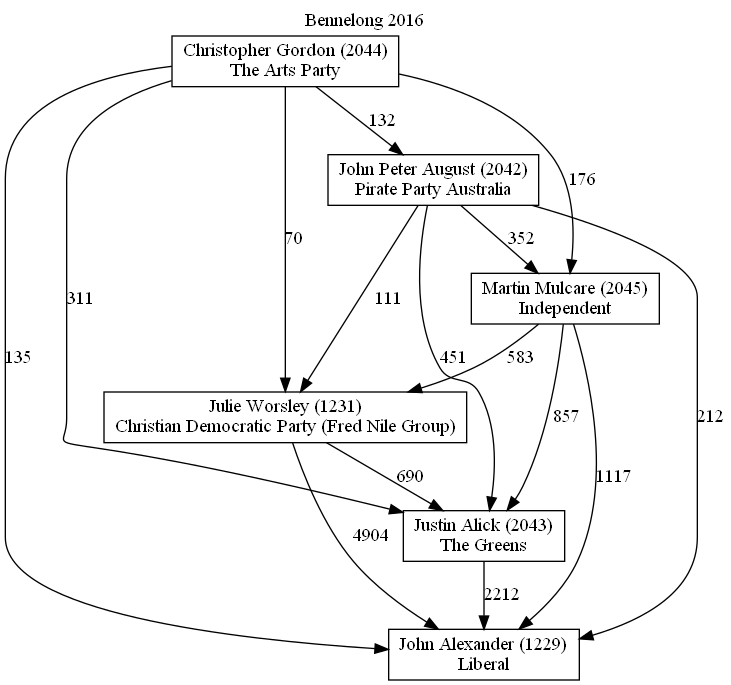 Bennelong 2016
Christopher Gordon (2044)
The Arts Party
132
John Peter August (2042)
Pirate Party Australia
176
70
352
311
111
Martin Mulcare (2045)
Independent
135
451
583
Julie Worsley (1231)
Christian Democratic Party (Fred Nile Group)
857
212
690
1117
Justin Alick (2043)
The Greens
4904
2212
John Alexander (1229)
Liberal